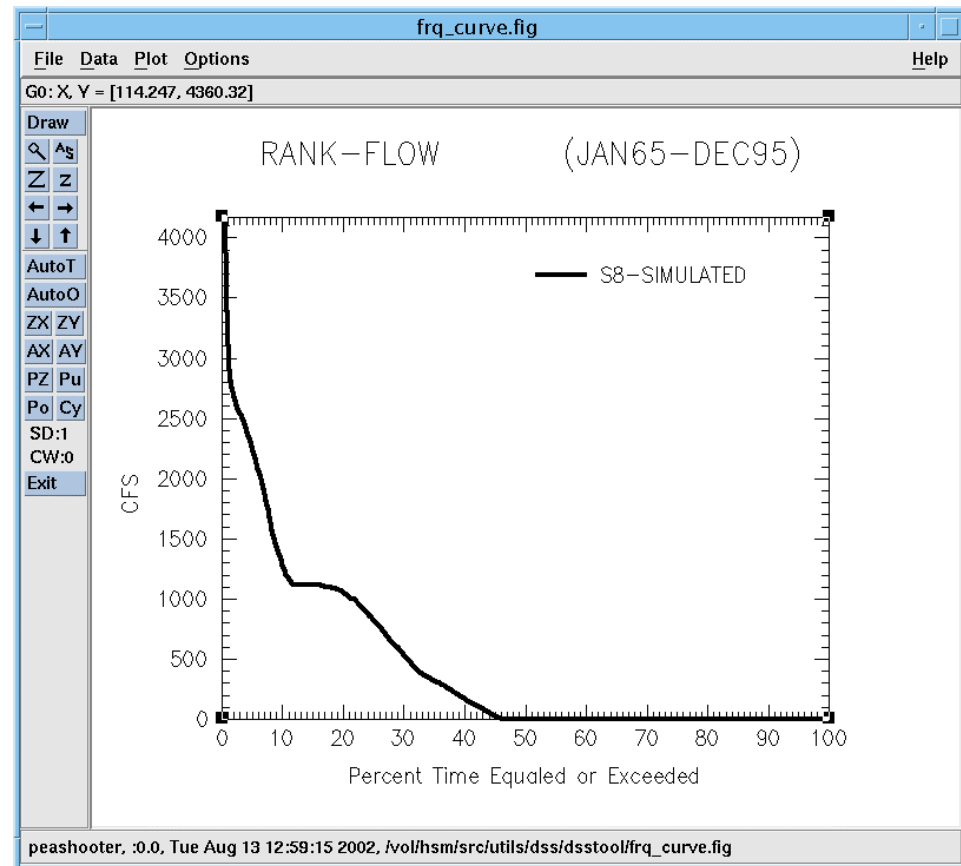 frq_curve.fig
File Data Plot Options Help
G0: X, Y = [114.247, 4360.32]
Draw
AS
Z z
AutoT
AutoO
ZX ZY
AX AY
PZ Pu
Po Cy
SD:1
CW:0
Exit
RANK-FLOW (JAN65-DEC95)
S8-SIMULATED
4000
3500
3000
2500
2000
1500
1000
500
0
CFS
0 10 20 30 40 50 60 70 80 90 100
Percent Time Equaled or Exceeded
peashooter, :0.0, Tue Aug 13 12:59:15 2002, /vol/hsm/src/utils/dss/dsstool/frq_curve.fig